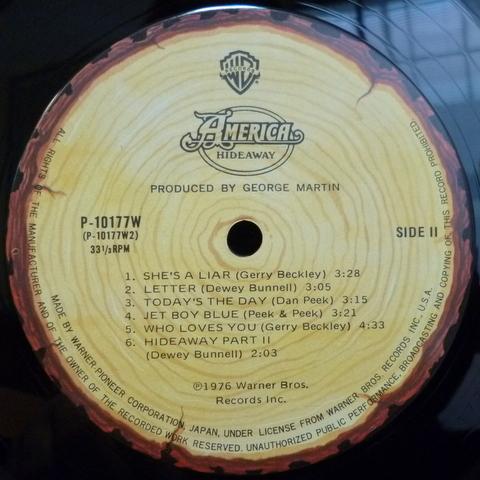 WB
RECORDS
AMERICA
HIDEAWAY
PRODUCED BY GEORGE MARTIN
P-10177W
(P-10177W2)
33 1/3 RPM
SIDE II
1. SHE'S A LIAR (Gerry Beckley) 3:28
2. LETTER (Dewey Bunnell) 3:05
3. TODAY'S THE DAY (Dan Peek) 3:15
4. JET BOY BLUE (Peek & Peek) 3:21
5. WHO LOVES YOU (Gerry Beckley) 4:33
6. HIDEAWAY PART II
(Dewey Bunnell) 2:03
℗1976 Warner Bros.
Records Inc.
MADE BY WARNER-PIONEER CORPORATION, JAPAN, UNDER LICENSE FROM WARNER BROS. RECORDS INC. U.S.A.
ALL RIGHTS OF THE MANUFACTURER AND OF THE OWNER OF THE RECORDED WORK RESERVED. UNAUTHORIZED PUBLIC PERFORMANCE, BROADCASTING AND COPYING OF THIS RECORD PROHIBITED.